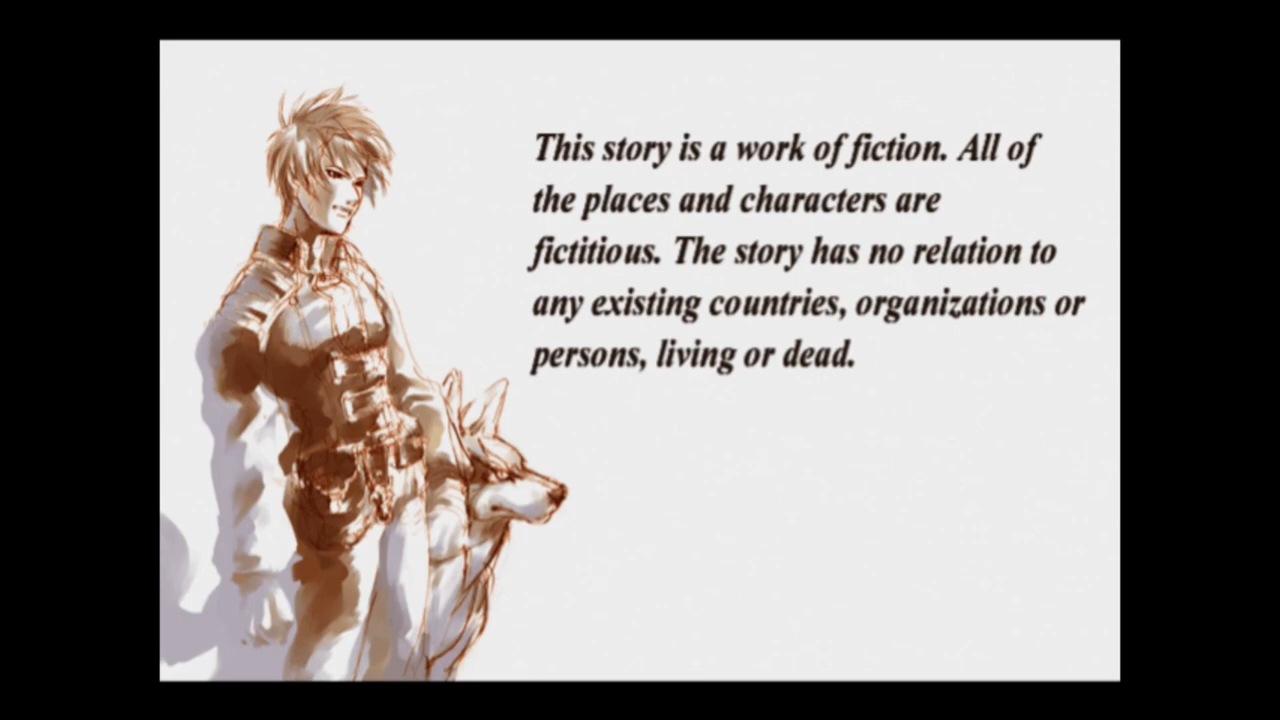 This story is a work of fiction. All of
the places and characters are
fictitious. The story has no relation to
any existing countries, organizations or
persons, living or dead.